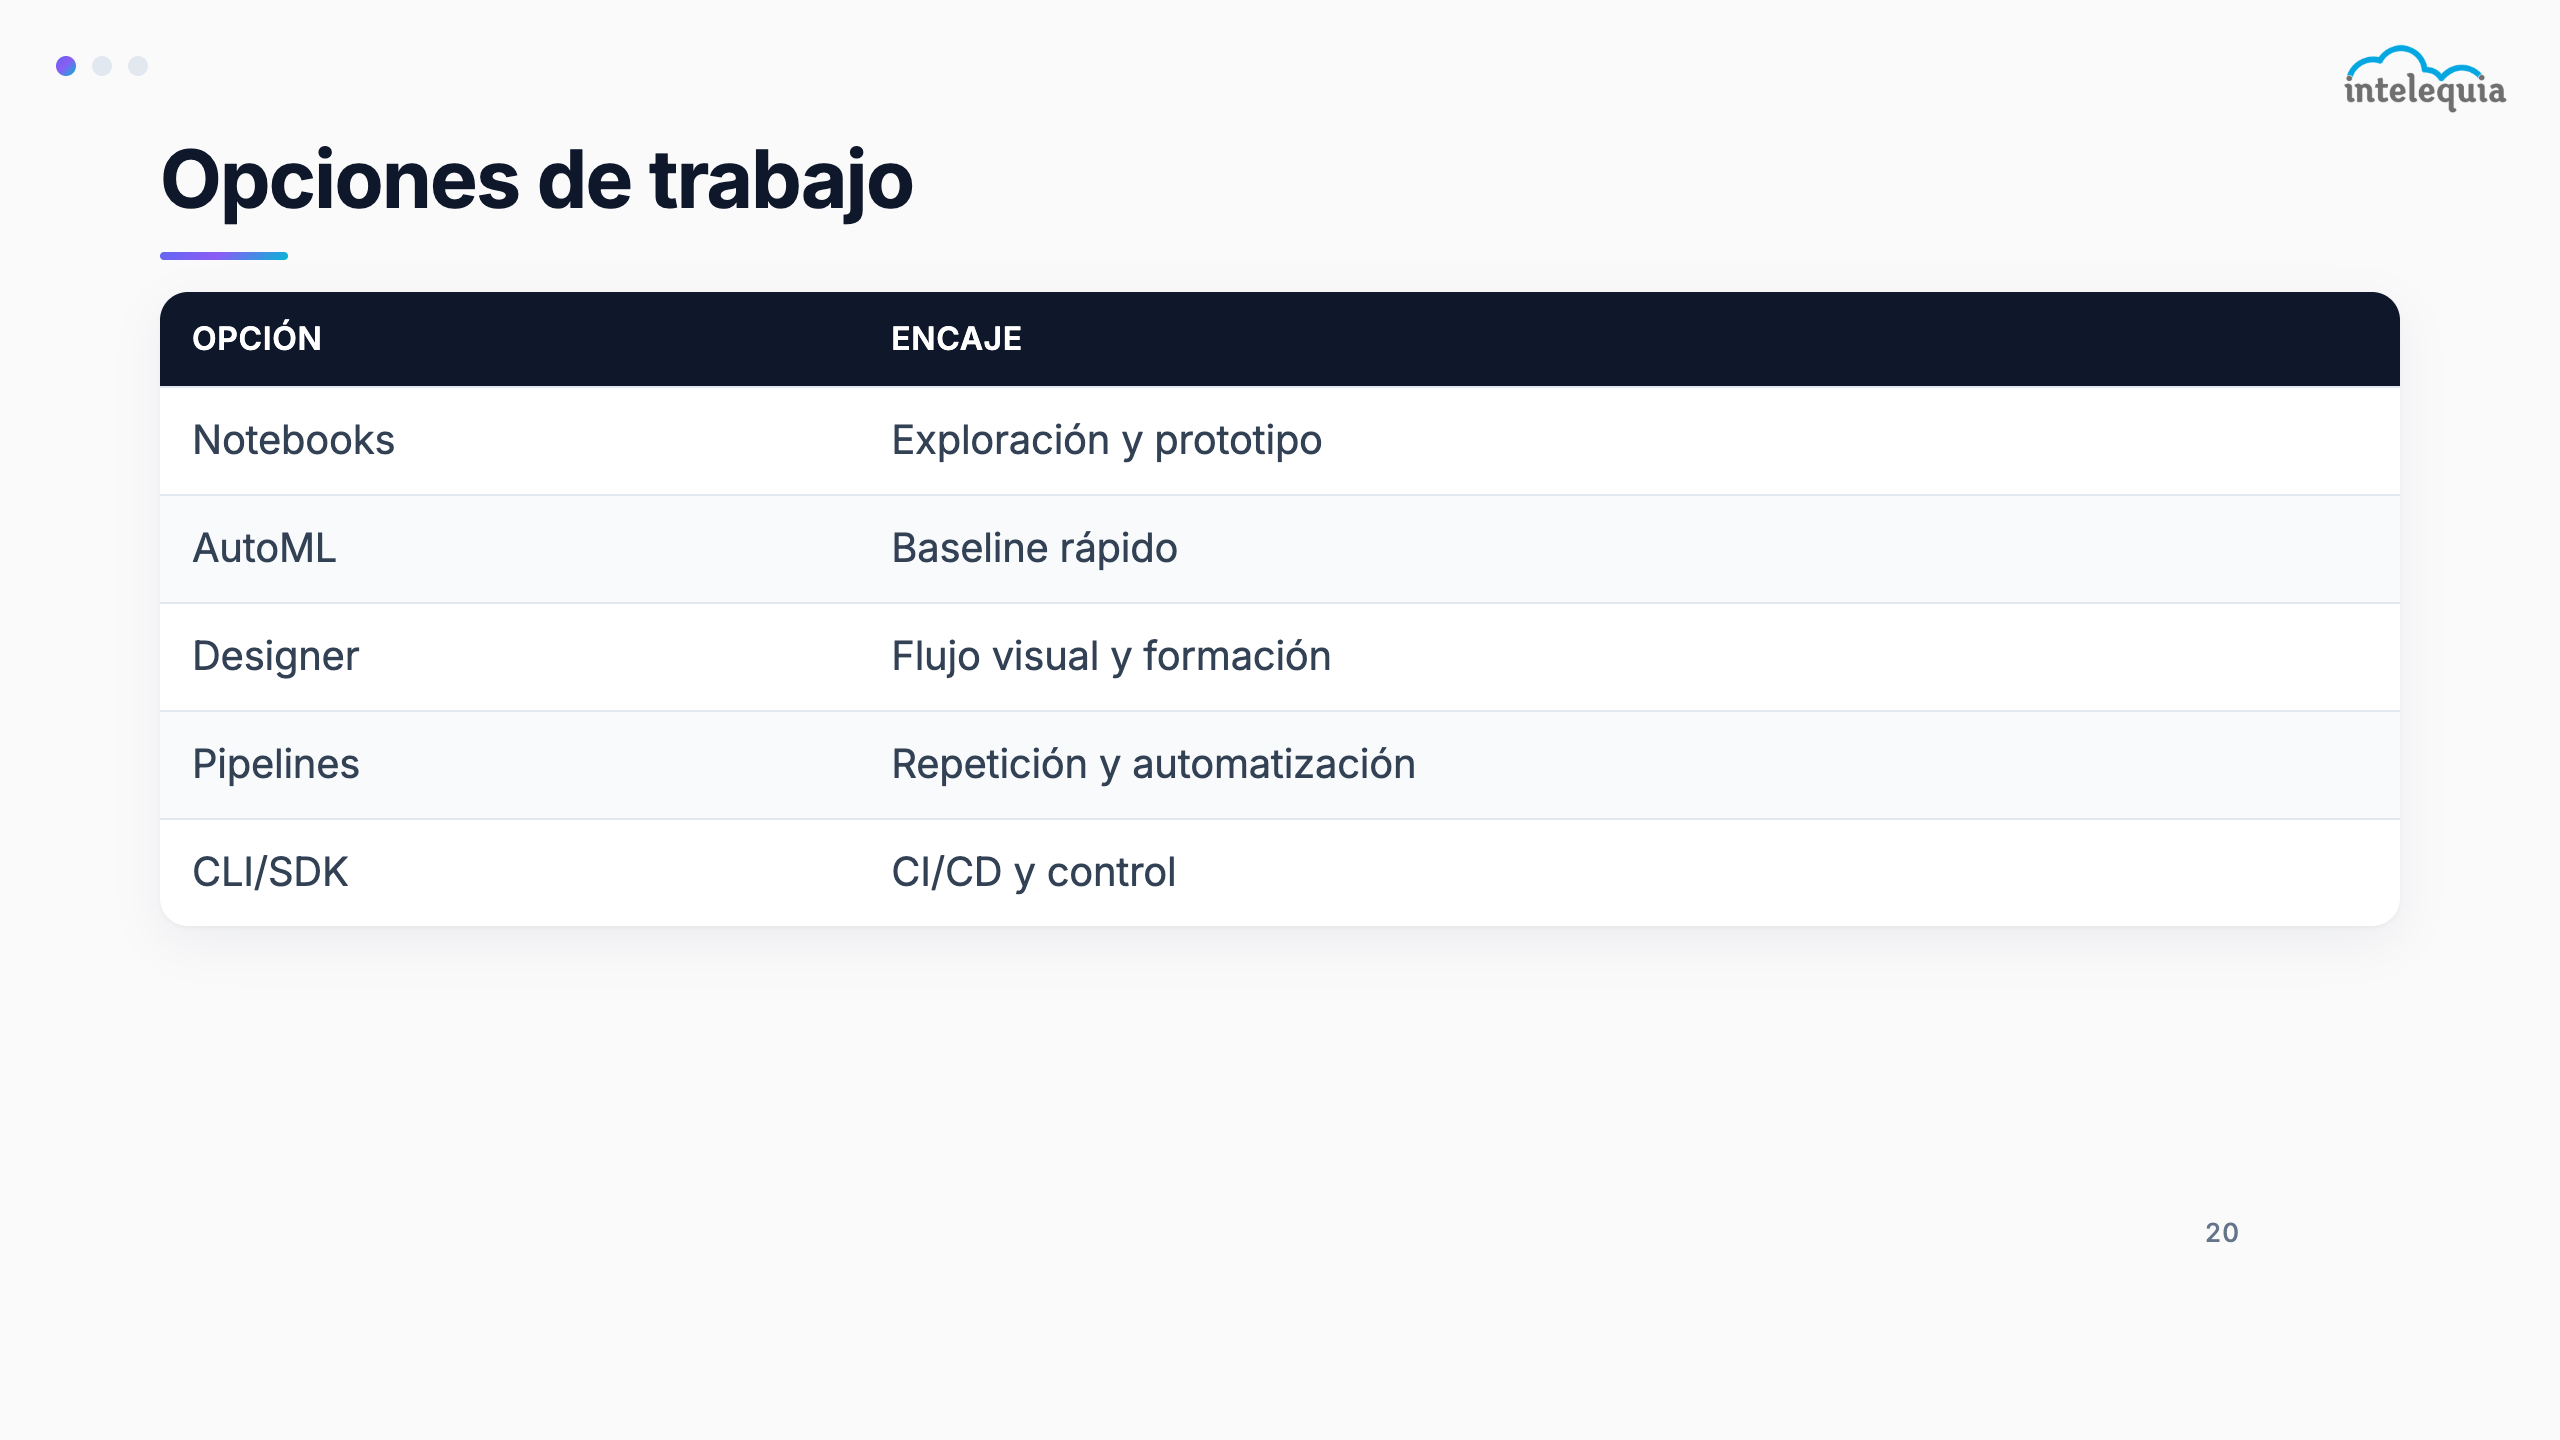 intelequia
Opciones de trabajo
OPCIÓN ENCAJE
Notebooks Exploración y prototipo
AutoML Baseline rápido
Designer Flujo visual y formación
Pipelines Repetición y automatización
CLI/SDK CI/CD y control
20